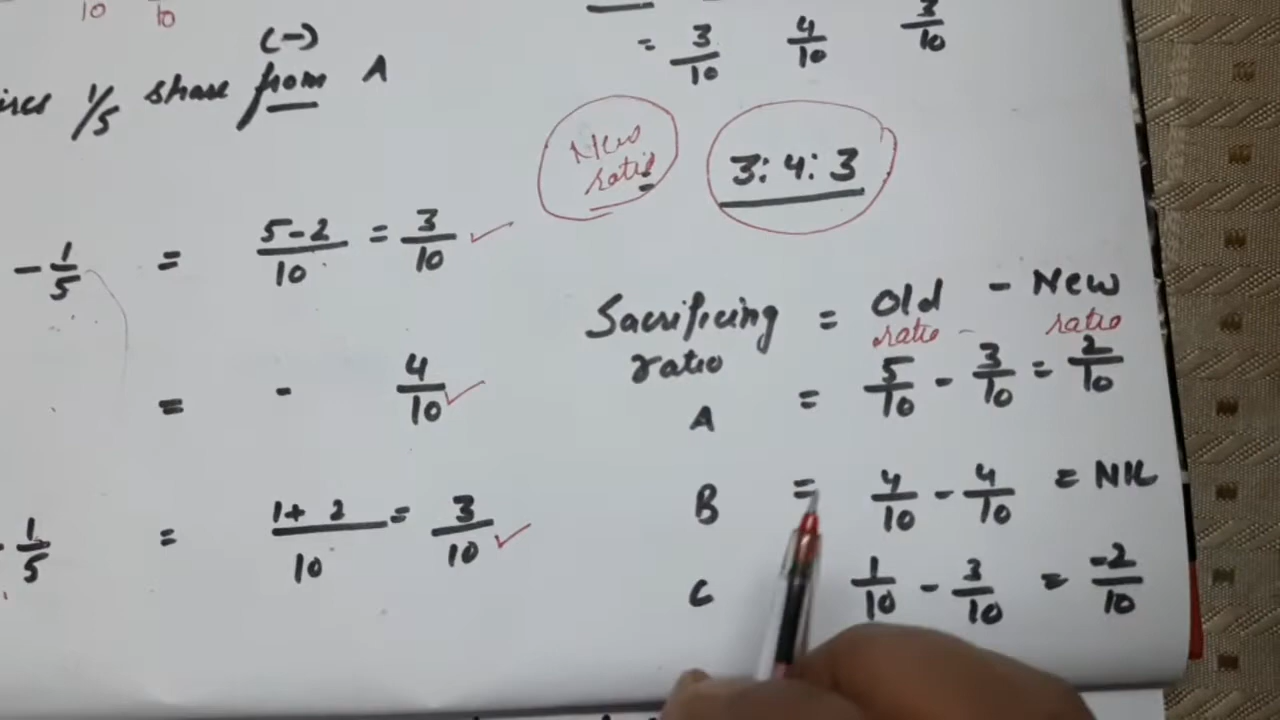 10 10
(-)
1/5 share from A
- 1/5 = 5-2/10 = 3/10
= - 4/10
1/5 = 1+ 2/10 = 3/10
= 3/10 4/10 3/10
New ratio 3:4:3
Sacrificing ratio = Old ratio - New ratio
A = 5/10 - 3/10 = 2/10
B = 4/10 - 4/10 = NIL
C 1/10 - 3/10 = -2/10